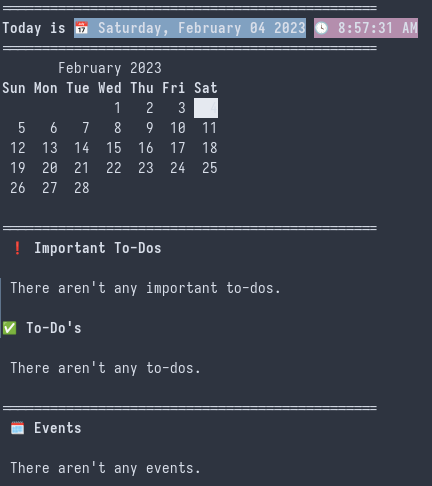 ===============================================
Today is 📅 Saturday, February 04 2023 🕓 8:57:31 AM
===============================================
February 2023
Sun Mon Tue Wed Thu Fri Sat
1 2 3 4
5 6 7 8 9 10 11
12 13 14 15 16 17 18
19 20 21 22 23 24 25
26 27 28
===============================================
❗ Important To-Dos
There aren't any important to-dos.
✅ To-Do's
There aren't any to-dos.
===============================================
🗓️ Events
There aren't any events.